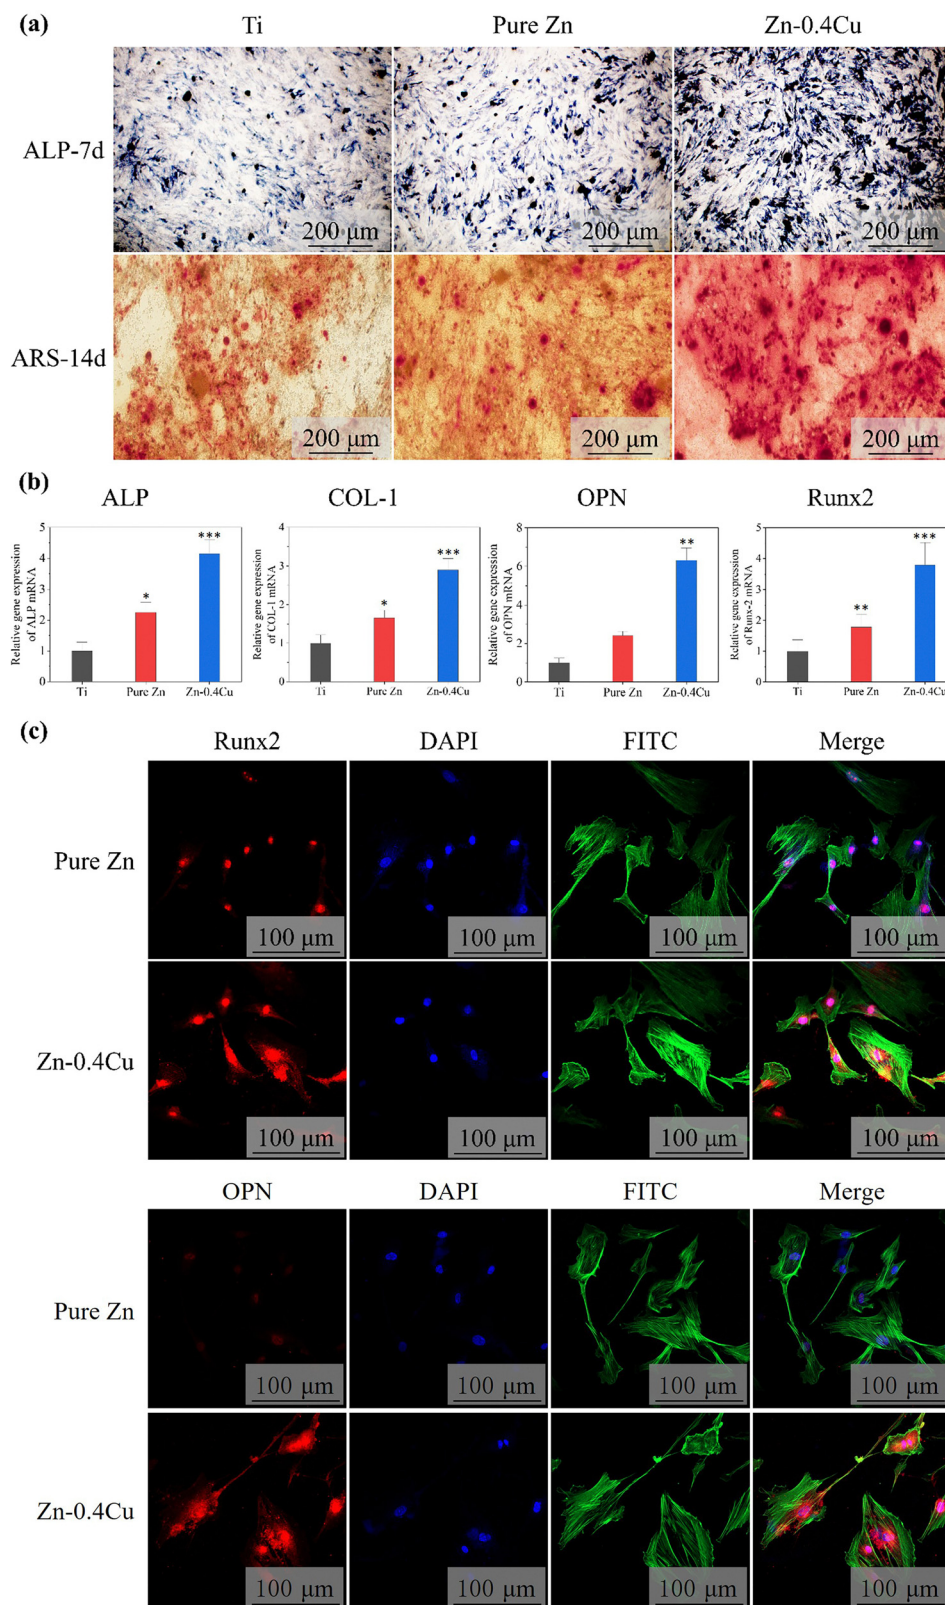 (a)
Ti Pure Zn Zn-0.4Cu
ALP-7d
200 μm 200 μm 200 μm
ARS-14d
200 μm 200 μm 200 μm
(b)
ALP COL-1 OPN Runx2
Relative gene expression
of ALP mRNA
5
4
3
2
1
0
*
***
Ti Pure Zn Zn-0.4Cu
Relative gene expression
of COL-1 mRNA
4
3
2
1
0
*
***
Ti Pure Zn Zn-0.4Cu
Relative gene expression
of OPN mRNA
8
6
4
2
0
**
Ti Pure Zn Zn-0.4Cu
Relative gene expression
of Runx-2 mRNA
5
4
3
2
1
0
**
***
Ti Pure Zn Zn-0.4Cu
(c)
Runx2 DAPI FITC Merge
Pure Zn
100 μm 100 μm 100 μm 100 μm
Zn-0.4Cu
100 μm 100 μm 100 μm 100 μm
OPN DAPI FITC Merge
Pure Zn
100 μm 100 μm 100 μm 100 μm
Zn-0.4Cu
100 μm 100 μm 100 μm 100 μm